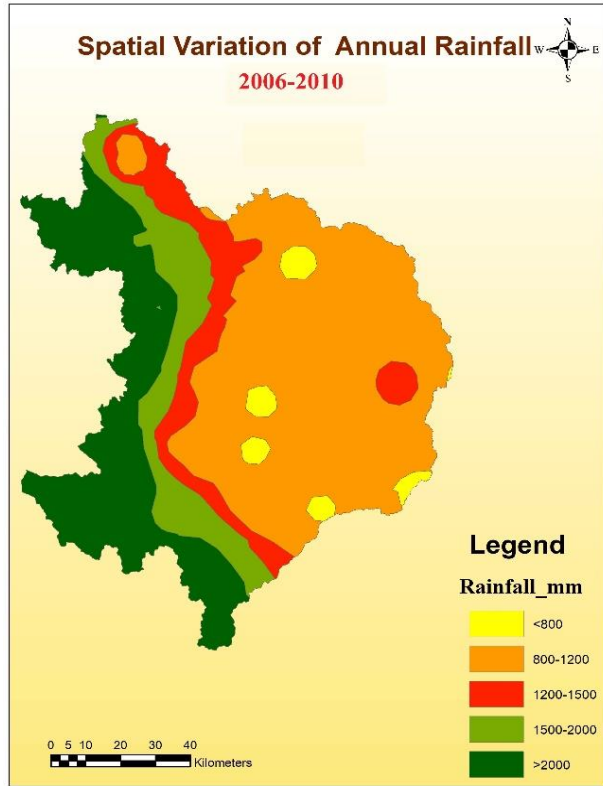 Spatial Variation of Annual Rainfall
N
W E
S
2006-2010
Legend
Rainfall_mm
<800
800-1200
1200-1500
1500-2000
>2000
0 5 10 20 30 40
Kilometers